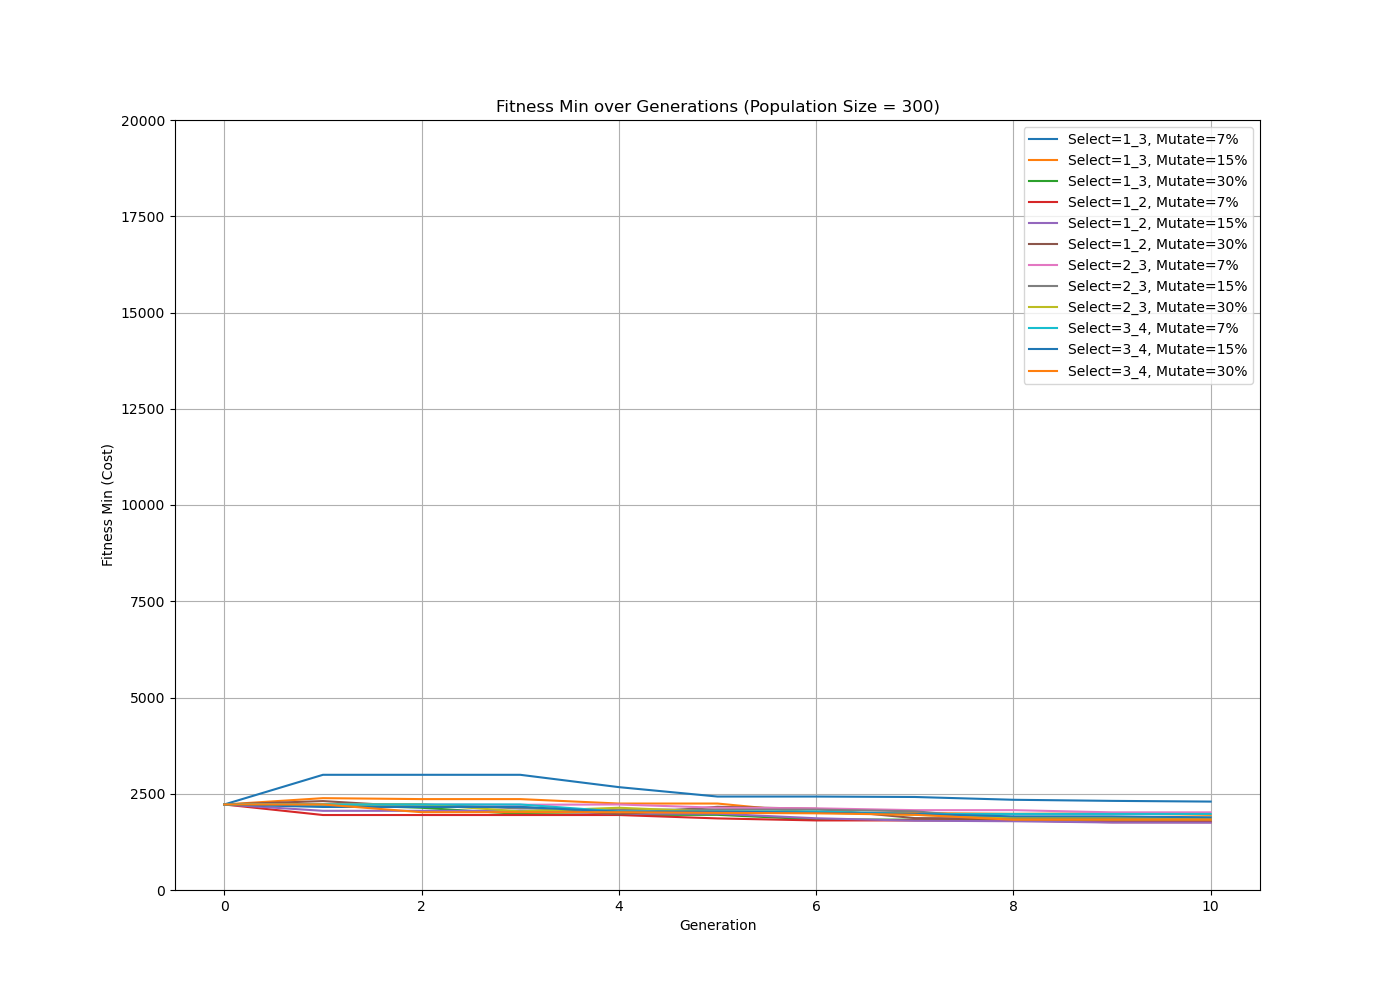 Fitness Min over Generations (Population Size = 300)
20000
17500
15000
12500
10000
7500
5000
2500
0
Fitness Min (Cost)
Select=1_3, Mutate=7%
Select=1_3, Mutate=15%
Select=1_3, Mutate=30%
Select=1_2, Mutate=7%
Select=1_2, Mutate=15%
Select=1_2, Mutate=30%
Select=2_3, Mutate=7%
Select=2_3, Mutate=15%
Select=2_3, Mutate=30%
Select=3_4, Mutate=7%
Select=3_4, Mutate=15%
Select=3_4, Mutate=30%
0 2 4 6 8 10
Generation